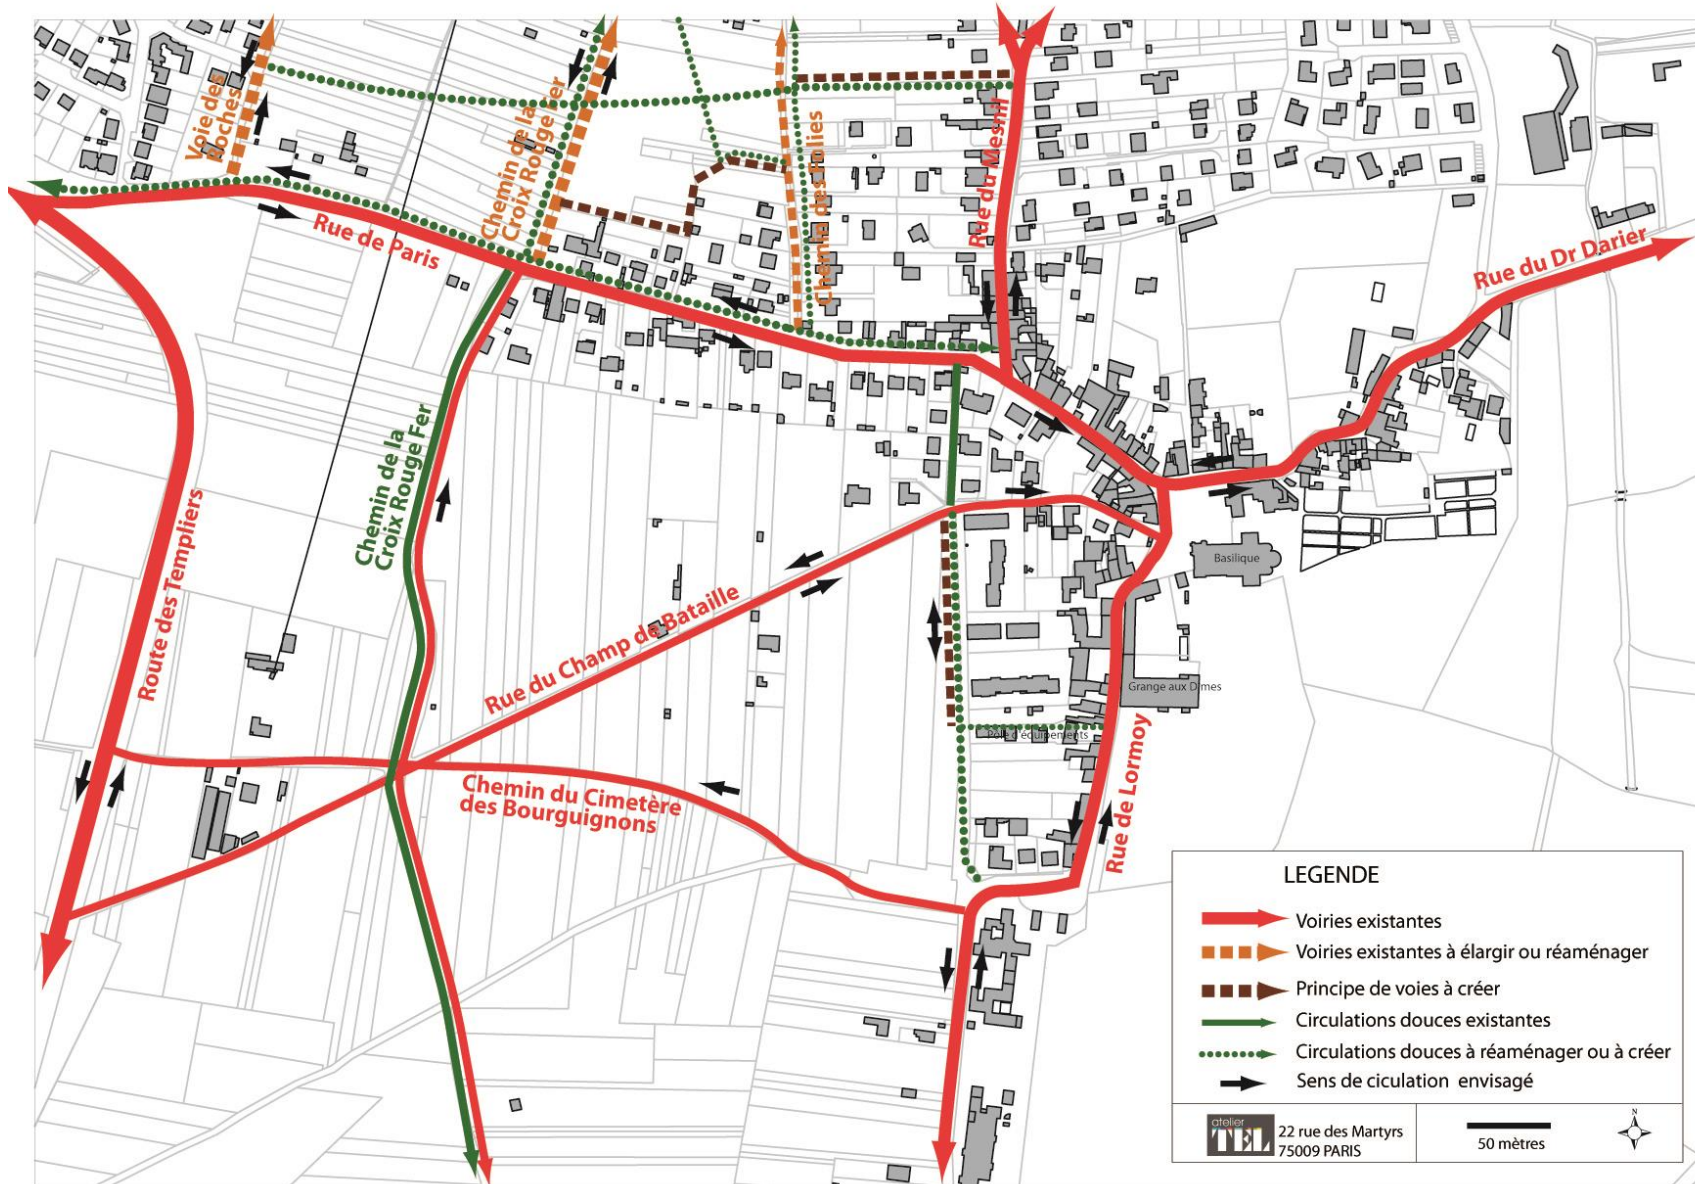 Voie des
Roches
Chemin de la
Croix Rouge Fer
Chemin des Holies
Rue du Mesnil
Rue de Paris
Rue du Dr Darier
Chemin de la
Croix Rouge Fer
Route des Templiers
Basilique
Rue du Champ de Bataille
Grange aux Dîmes
Pôle d'équipements
Rue de Lormoy
Chemin du Cimetère
des Bourguignons
LEGENDE
Voiries existantes
Voiries existantes à élargir ou réaménager
Principe de voies à créer
Circulations douces existantes
Circulations douces à réaménager ou à créer
Sens de ciculation envisagé
atelier
TEL
22 rue des Martyrs
75009 PARIS
50 mètres
N